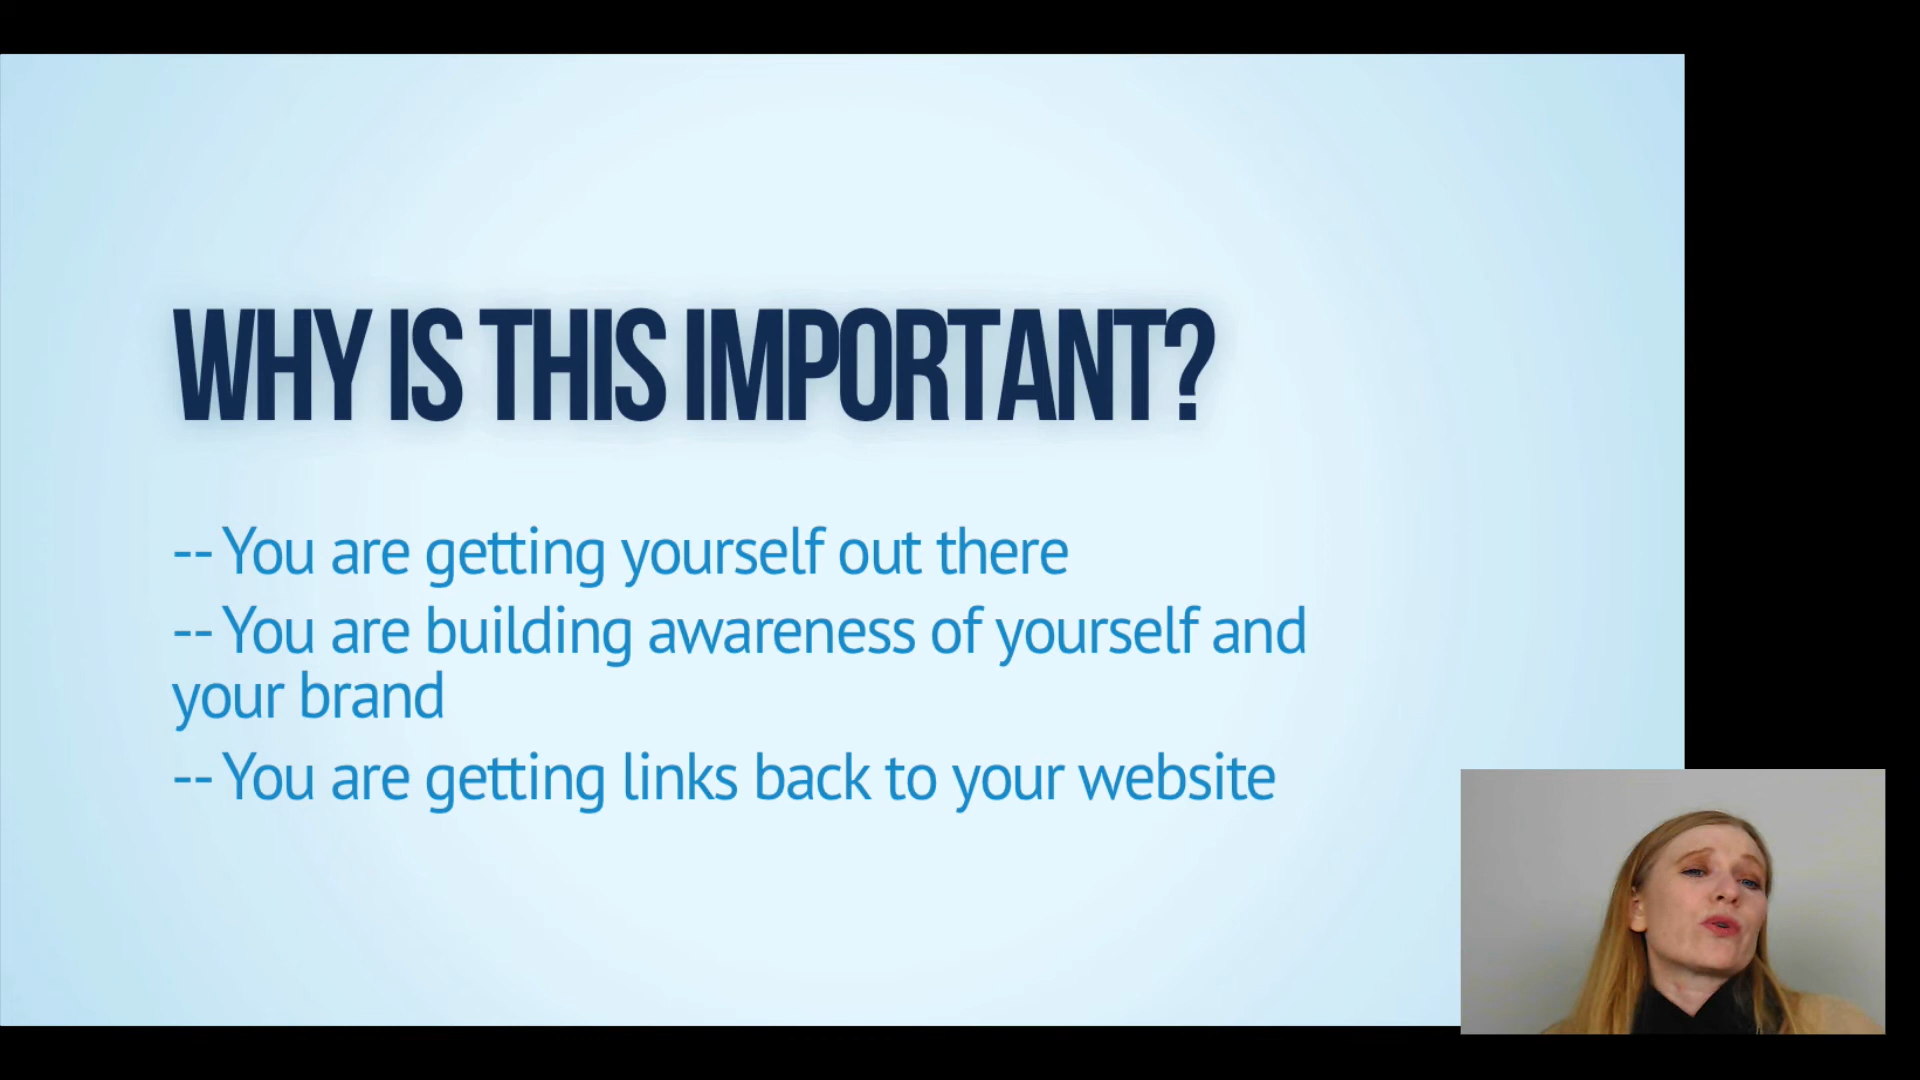 WHY IS THIS IMPORTANT?
-- You are getting yourself out there
-- You are building awareness of yourself and
your brand
-- You are getting links back to your website